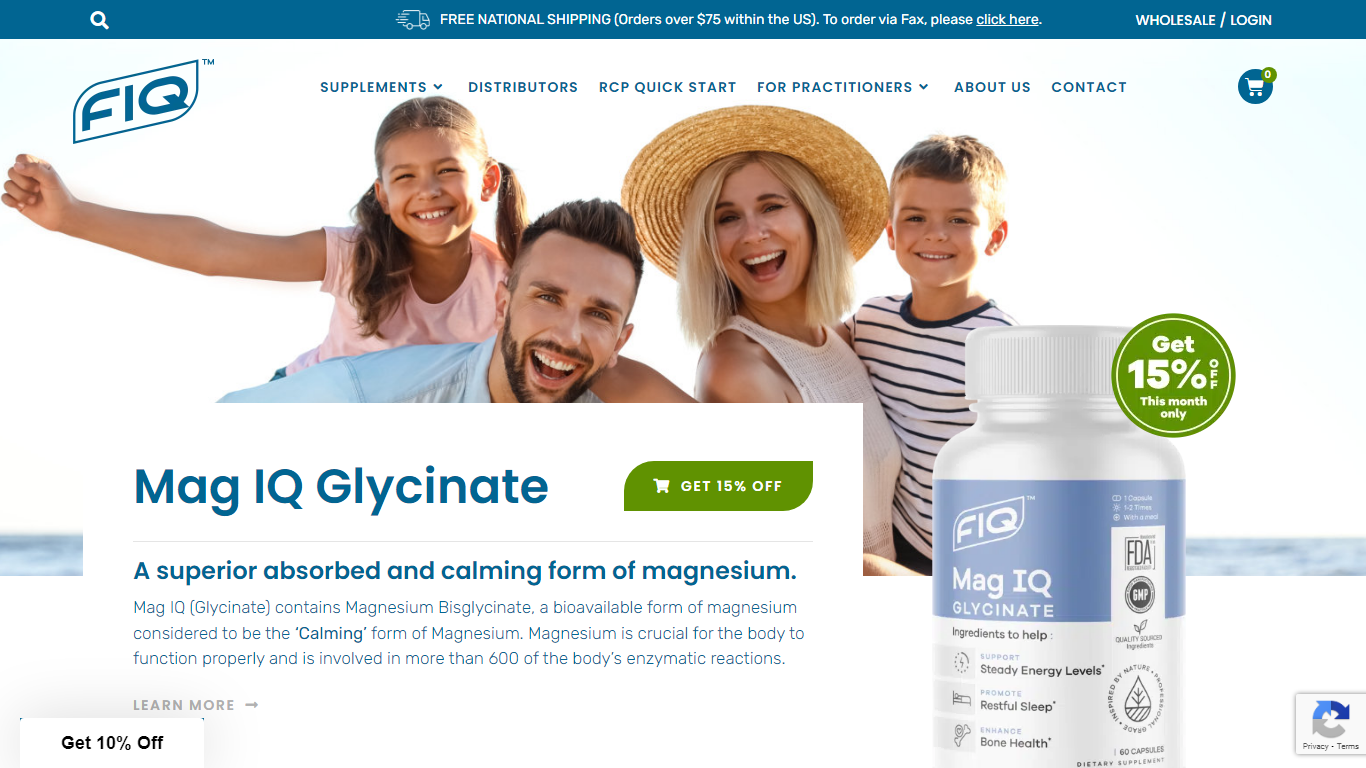 FREE NATIONAL SHIPPING (Orders over $75 within the US). To order via Fax, please click here.
WHOLESALE / LOGIN
FIQ™
SUPPLEMENTS
DISTRIBUTORS
RCP QUICK START
FOR PRACTITIONERS
ABOUT US
CONTACT
0
Get
15% OFF
This month
only
Mag IQ Glycinate
GET 15% OFF
A superior absorbed and calming form of magnesium.
Mag IQ (Glycinate) contains Magnesium Bisglycinate, a bioavailable form of magnesium
considered to be the ‘Calming’ form of Magnesium. Magnesium is crucial for the body to
function properly and is involved in more than 600 of the body’s enzymatic reactions.
LEARN MORE
Get 10% Off
FIQ™
1 Capsule
1-2 Times
With a meal
FDA
Mag IQ
GLYCINATE
GMP
QUALITY SOURCED
Ingredients
Ingredients to help :
SUPPORT
Steady Energy Levels*
PROMOTE
Restful Sleep*
ENHANCE
Bone Health*
INSPIRED BY NATURE • PROFESSIONAL GRADE •
60 CAPSULES
DIETARY SUPPLEMENT
Privacy - Terms